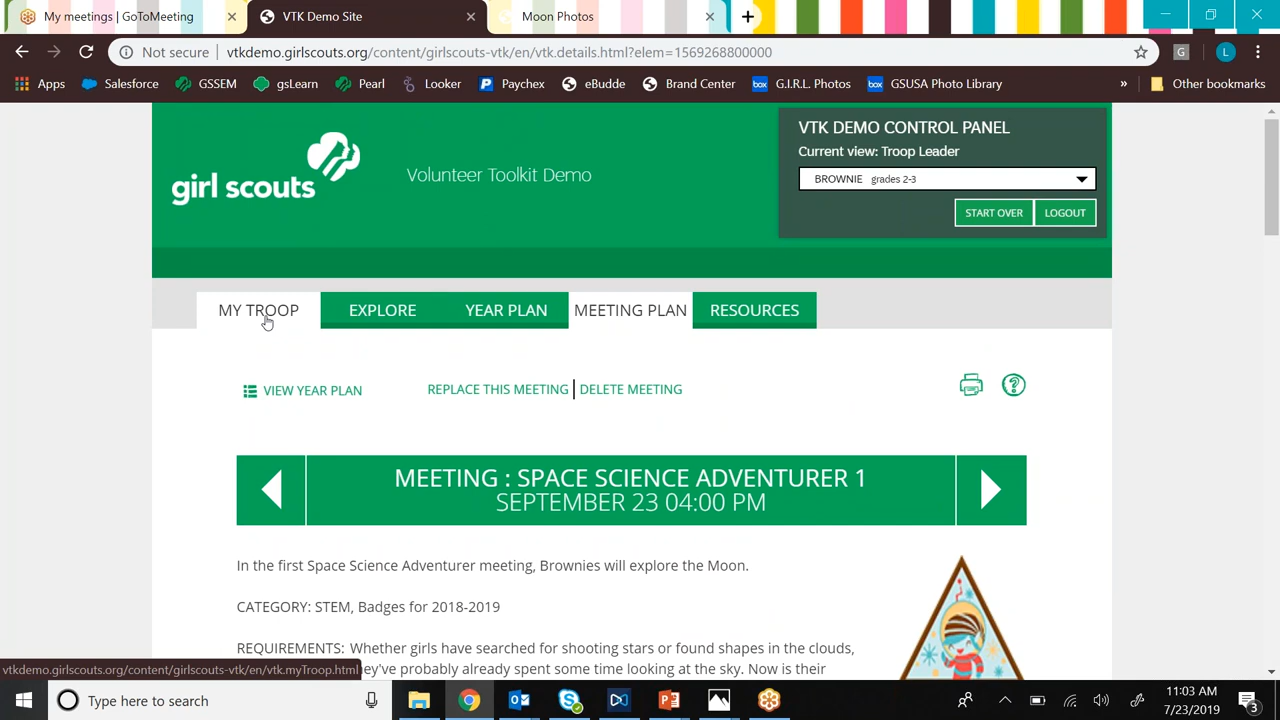 My meetings | GoToMeeting
VTK Demo Site
Moon Photos
Not secure
vtkdemo.girlscouts.org/content/girlscouts-vtk/en/vtk.details.html?elem=1569268800000
G
L
Apps
Salesforce
GSSEM
gsLearn
Pearl
Looker
Paychex
eBudde
Brand Center
box
G.I.R.L. Photos
box
GSUSA Photo Library
»
Other bookmarks
girl scouts
Volunteer Toolkit Demo
VTK DEMO CONTROL PANEL
Current view: Troop Leader
BROWNIE grades 2-3
START OVER
LOGOUT
MY TROOP
EXPLORE
YEAR PLAN
MEETING PLAN
RESOURCES
VIEW YEAR PLAN
REPLACE THIS MEETING | DELETE MEETING
MEETING : SPACE SCIENCE ADVENTURER 1
SEPTEMBER 23 04:00 PM
In the first Space Science Adventurer meeting, Brownies will explore the Moon.
CATEGORY: STEM, Badges for 2018-2019
REQUIREMENTS: Whether girls have searched for shooting stars or found shapes in the clouds,
ey've probably already spent some time looking at the sky. Now is their
vtkdemo.girlscouts.org/content/girlscouts-vtk/en/vtk.myTroop.html
Type here to search
11:03 AM
7/23/2019
3